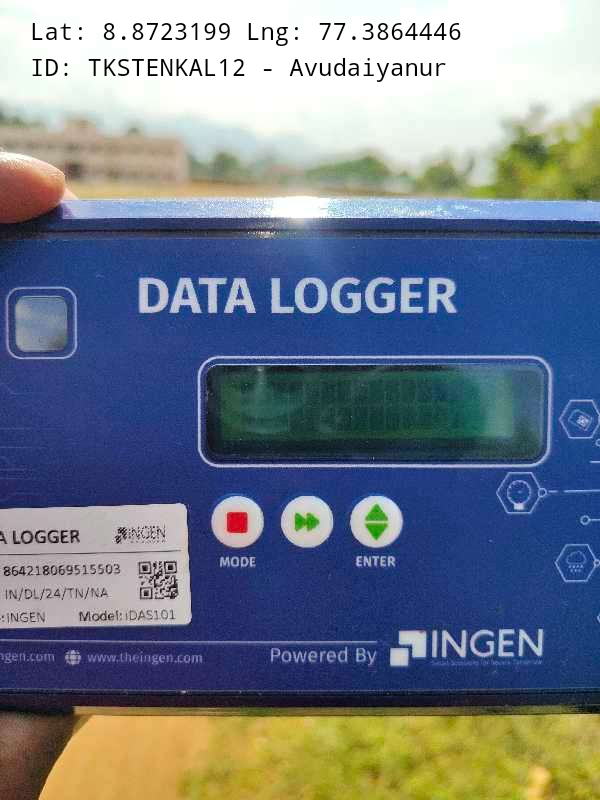 Lat: 8.8723199 Lng: 77.3864446
ID: TKSTENKAL12 - Avudaiyanur
DATA LOGGER
MODE
ENTER
A LOGGER
INGEN
864218069515503
IN/DL/24/TN/NA
:INGEN Model: iDAS101
ngen.com www.theingen.com
Powered By INGEN